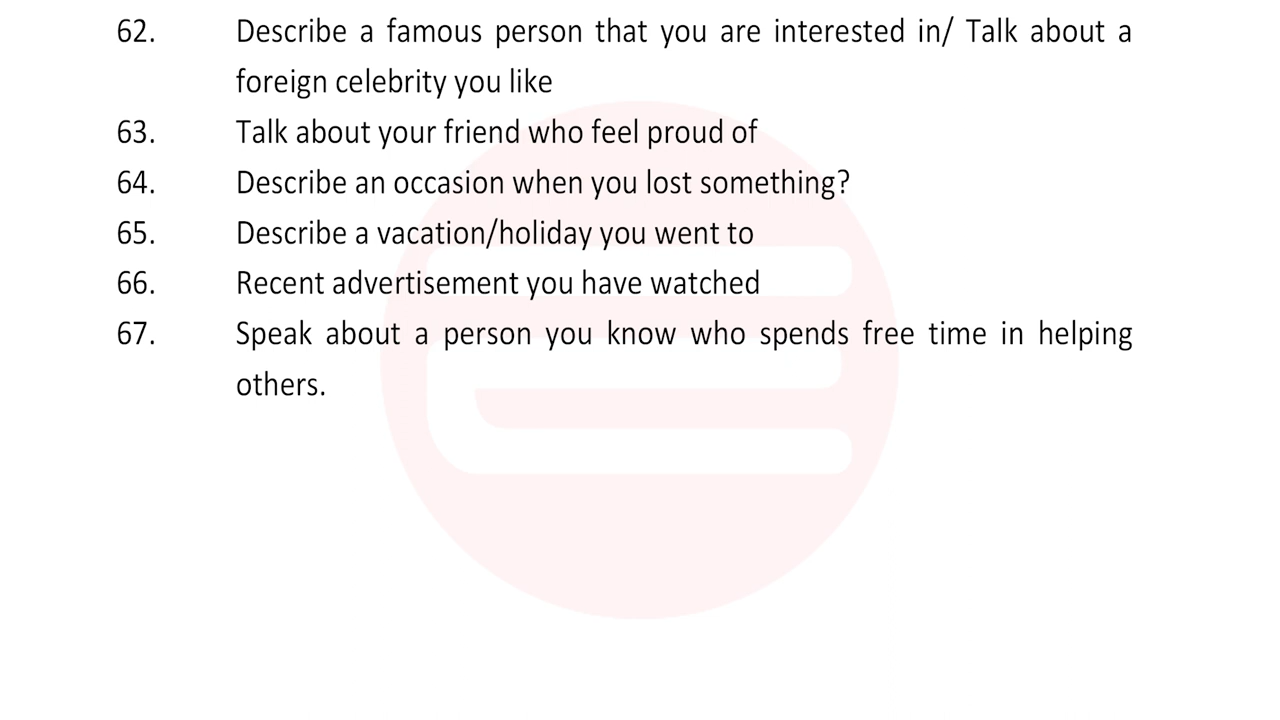 62. Describe a famous person that you are interested in/ Talk about a
foreign celebrity you like
63. Talk about your friend who feel proud of
64. Describe an occasion when you lost something?
65. Describe a vacation/holiday you went to
66. Recent advertisement you have watched
67. Speak about a person you know who spends free time in helping
others.